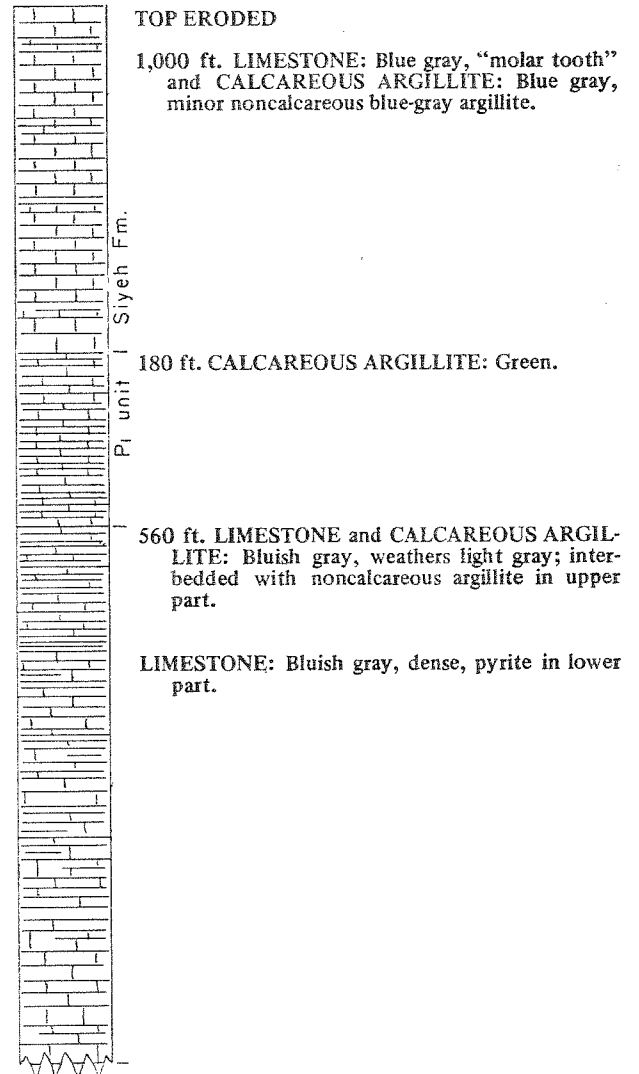 TOP ERODED
1,000 ft. LIMESTONE: Blue gray, “molar tooth”
and CALCAREOUS ARGILLITE: Blue gray,
minor noncalcareous blue-gray argillite.
Siyeh Fm.
180 ft. CALCAREOUS ARGILLITE: Green.
P1 unit
560 ft. LIMESTONE and CALCAREOUS ARGIL-
LITE: Bluish gray, weathers light gray; inter-
bedded with noncalcareous argillite in upper
part.
LIMESTONE: Bluish gray, dense, pyrite in lower
part.